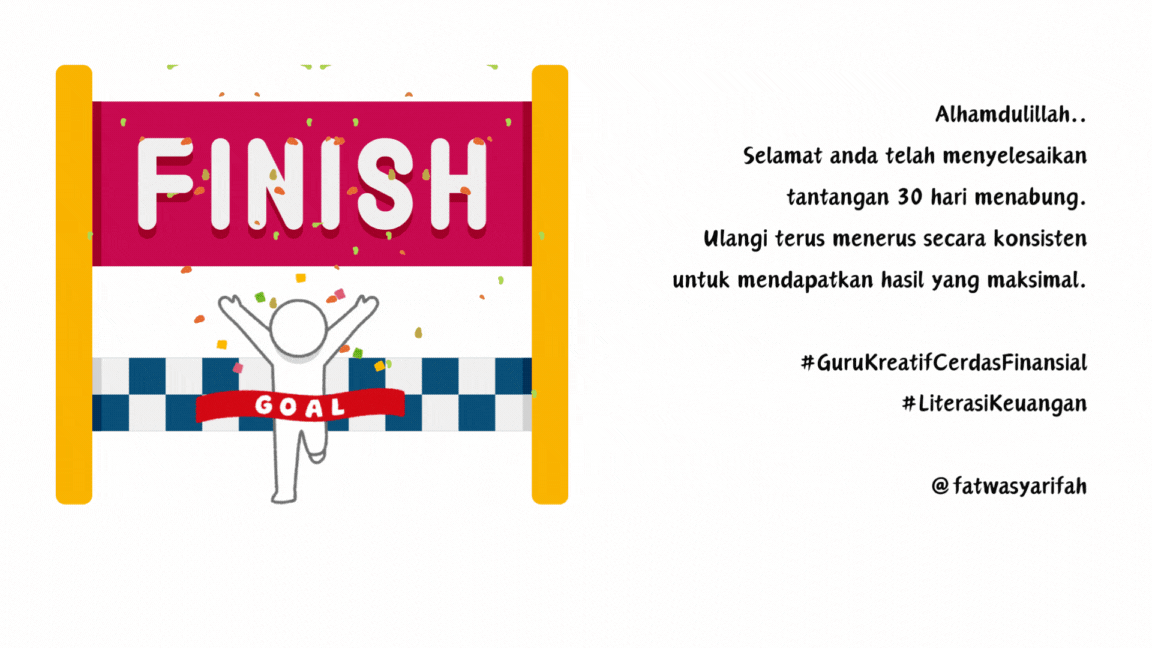 FINISH
GOAL
Alhamdulillah..
Selamat anda telah menyelesaikan
tantangan 30 hari menabung.
Ulangi terus menerus secara konsisten
untuk mendapatkan hasil yang maksimal.
#GuruKreatifCerdasFinansial
#LiterasiKeuangan
@fatwasyarifah